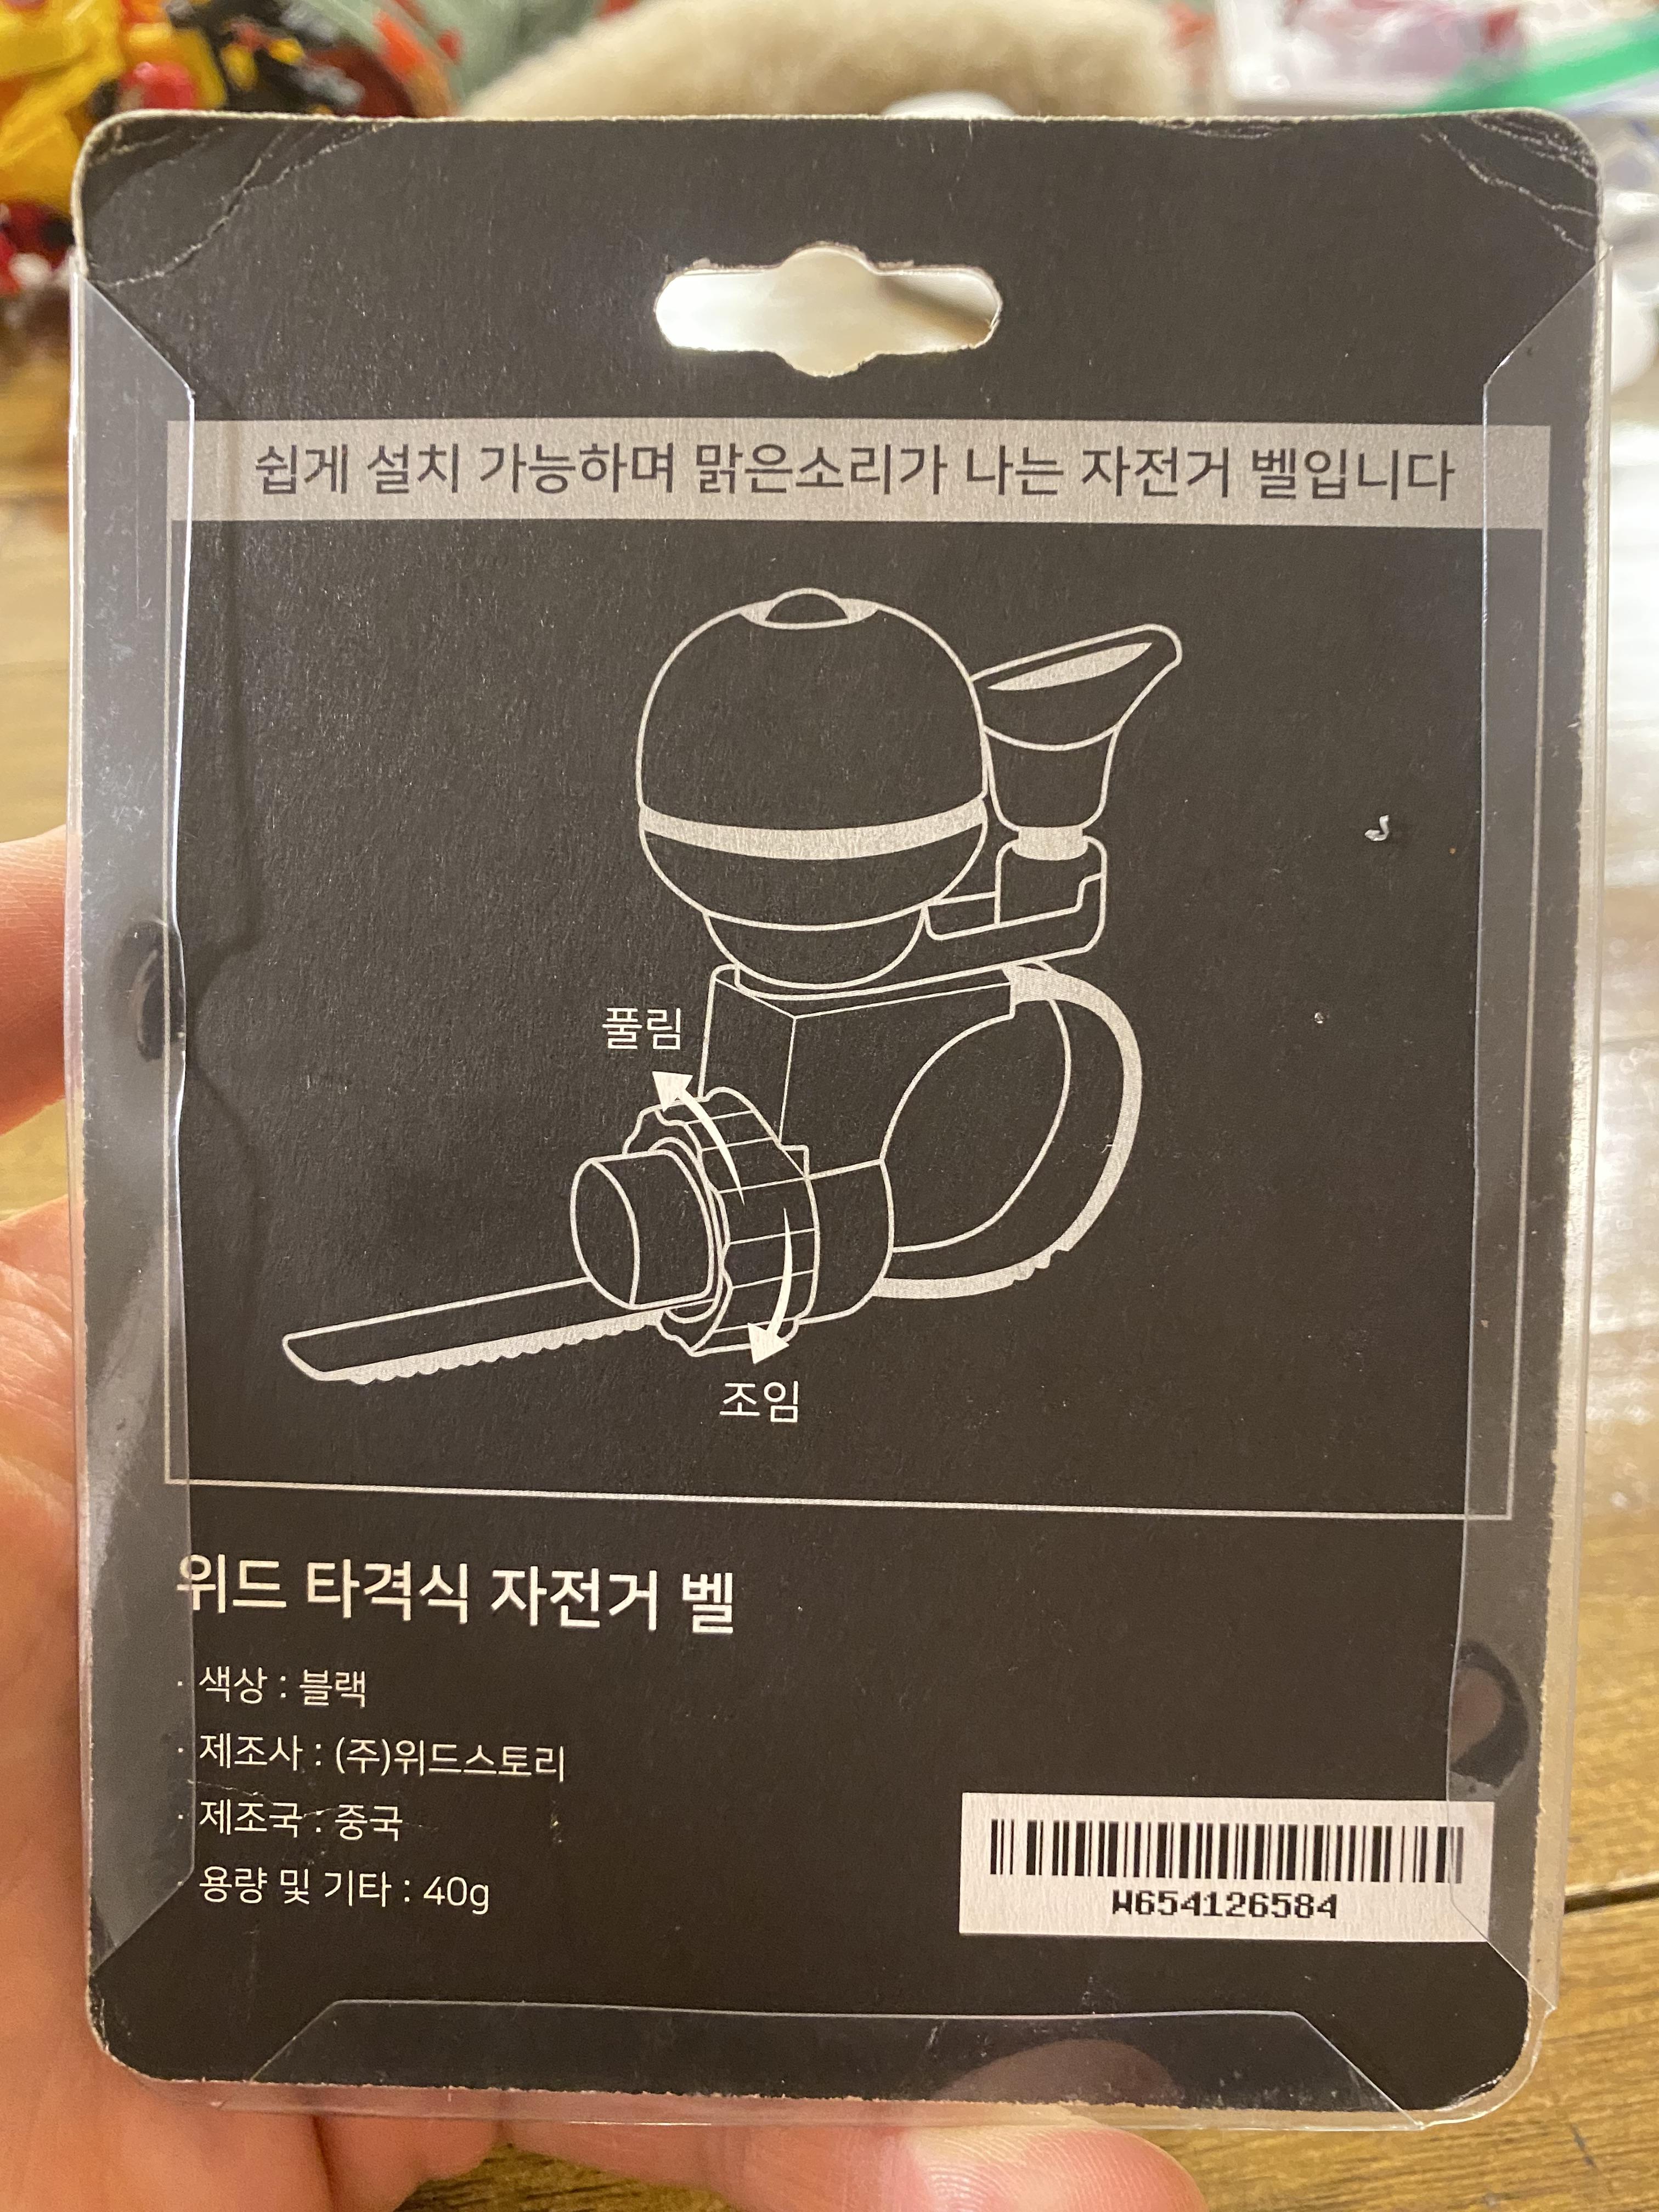 쉽게 설치 가능하며 맑은소리가 나는 자전거 벨입니다
풀림
조임
위드 타격식 자전거 벨
· 색상 : 블랙
· 제조사 : (주)위드스토리
· 제조국 : 중국
· 용량 및 기타 : 40g
W654126584